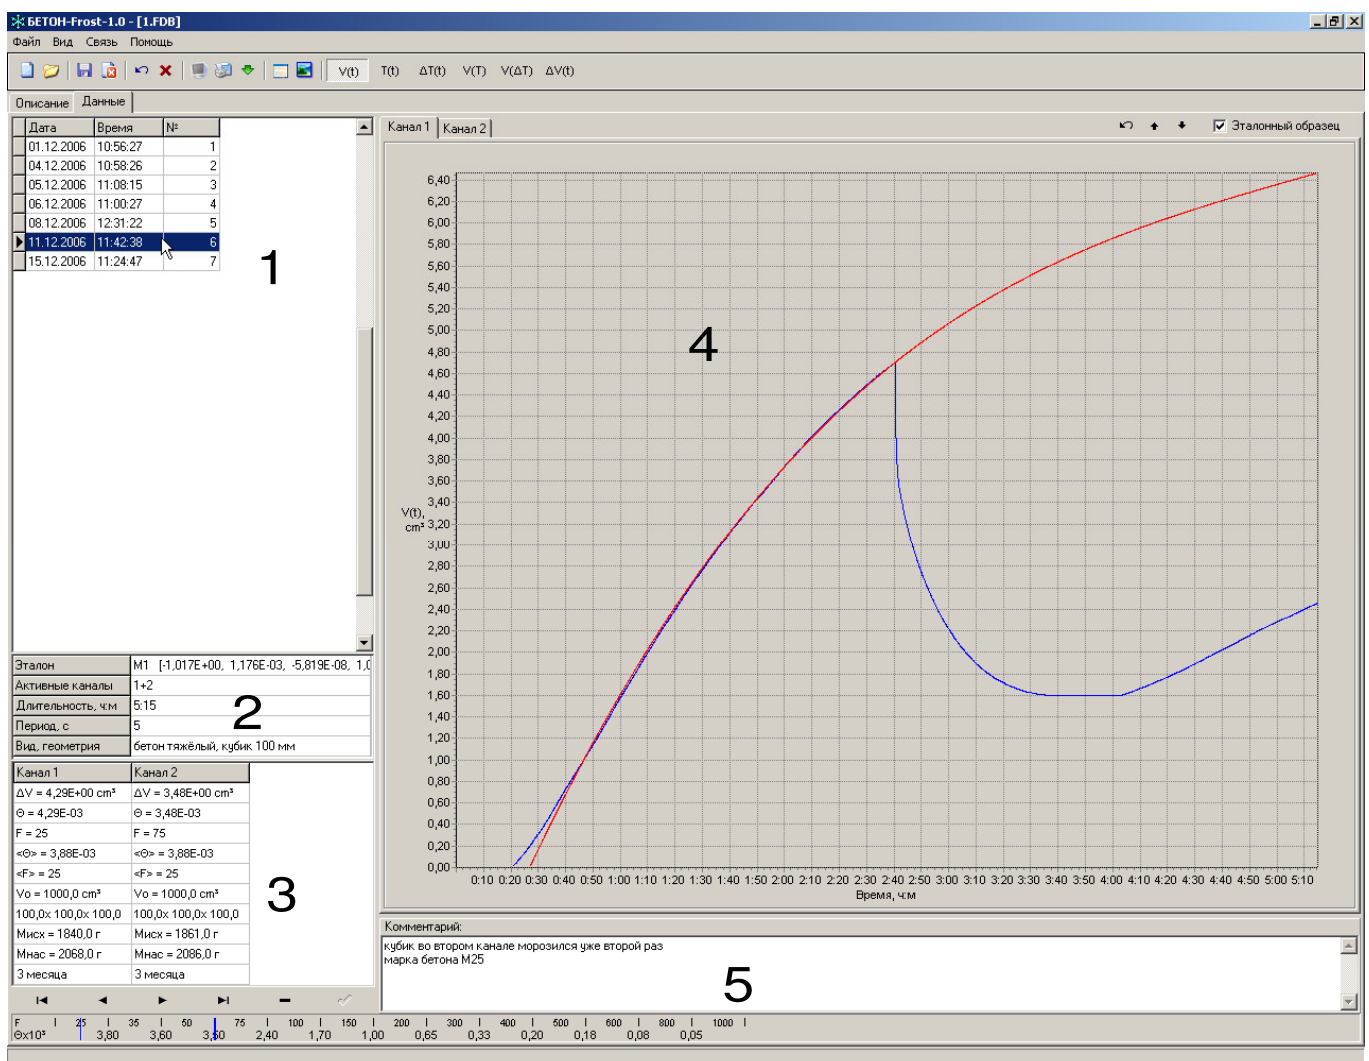 БЕТОН-Frost-1.0 - [1.FDB]
Файл Вид Связь Помощь
V(t) T(t) ΔT(t) V(T) V(ΔT) ΔV(t)
Описание Данные
Дата Время №
01.12.2006 10:56:27 1
04.12.2006 10:58:26 2
05.12.2006 11:08:15 3
06.12.2006 11:00:27 4
08.12.2006 12:31:22 5
11.12.2006 11:42:38 6
15.12.2006 11:24:47 7
1
Эталон M1 [-1,017E+00, 1,176E-03, -5,819E-08, 1,0
Активные каналы 1+2
Длительность, ч:м 5:15
Период, с 5
Вид, геометрия бетон тяжёлый, кубик 100 мм
2
Канал 1 Канал 2
ΔV = 4,29E+00 cm³ ΔV = 3,48E+00 cm³
Θ = 4,29E-03 Θ = 3,48E-03
F = 25 F = 75
<Θ> = 3,88E-03 <Θ> = 3,88E-03
<F> = 25 <F> = 25
Vo = 1000,0 cm³ Vo = 1000,0 cm³
100,0x 100,0x 100,0 100,0x 100,0x 100,0
Мисх = 1840,0 г Мисх = 1861,0 г
Мнас = 2068,0 г Мнас = 2086,0 г
3 месяца 3 месяца
3
Канал 1 Канал 2 Эталонный образец
6,40
6,20
6,00
5,80
5,60
5,40
5,20
5,00
4,80
4,60
4,40
4,20
4,00
3,80
3,60
3,40
3,20
3,00
2,80
2,60
2,40
2,20
2,00
1,80
1,60
1,40
1,20
1,00
0,80
0,60
0,40
0,20
0,00
V(t),
cm³
4
0:10 0:20 0:30 0:40 0:50 1:00 1:10 1:20 1:30 1:40 1:50 2:00 2:10 2:20 2:30 2:40 2:50 3:00 3:10 3:20 3:30 3:40 3:50 4:00 4:10 4:20 4:30 4:40 4:50 5:00 5:10
Время, ч:м
Комментарий:
кубик во втором канале морозился уже второй раз
марка бетона М25
5
F | 25 | 35 | 50 75 | 100 | 150 | 200 | 300 | 400 | 500 | 600 | 800 | 1000 |
Θx10³ 3,80 3,60 3,50 2,40 1,70 1,00 0,65 0,33 0,20 0,18 0,08 0,05